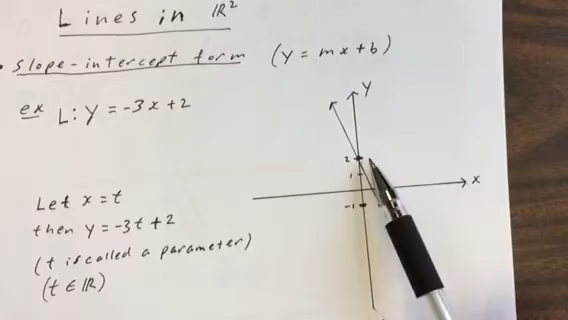 Lines in ℝ²
• slope-intercept form (y = mx + b)
ex L: y = -3x + 2
y
2
1
x
-1
Let x = t
then y = -3t + 2
(t is called a parameter)
(t ∈ ℝ)